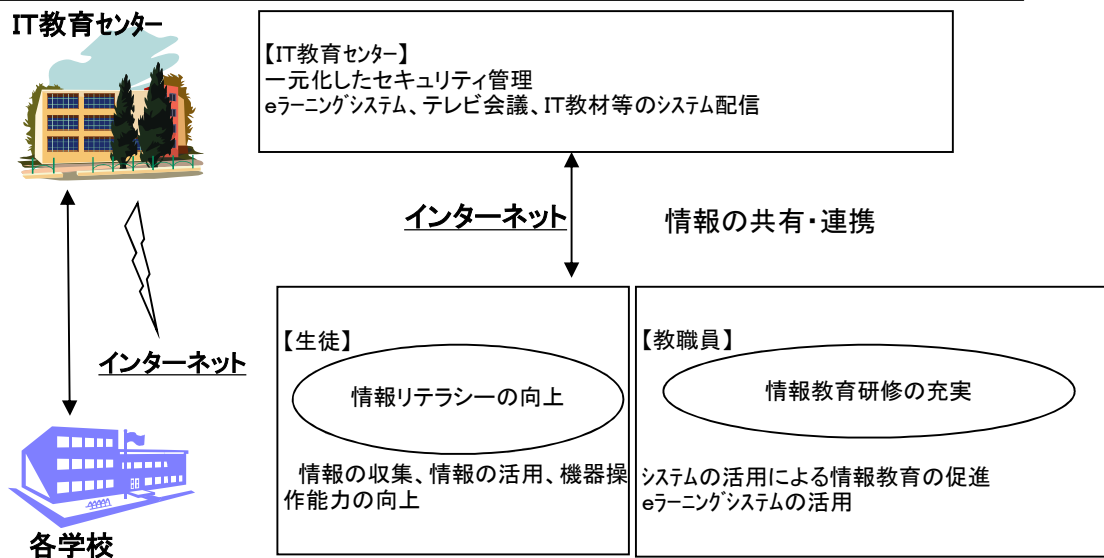 IT教育センター
【IT教育ｾﾝﾀｰ】
一元化したセキュリティ管理
eﾗｰﾆﾝｸﾞｼｽﾃﾑ、テレビ会議、IT教材等のｼｽﾃﾑ配信
インターネット
情報の共有・連携
インターネット
【生徒】
情報リテラシーの向上
情報の収集、情報の活用、機器操
作能力の向上
【教職員】
情報教育研修の充実
ｼｽﾃﾑの活用による情報教育の促進
eﾗｰﾆﾝｸﾞｼｽﾃﾑの活用
各学校